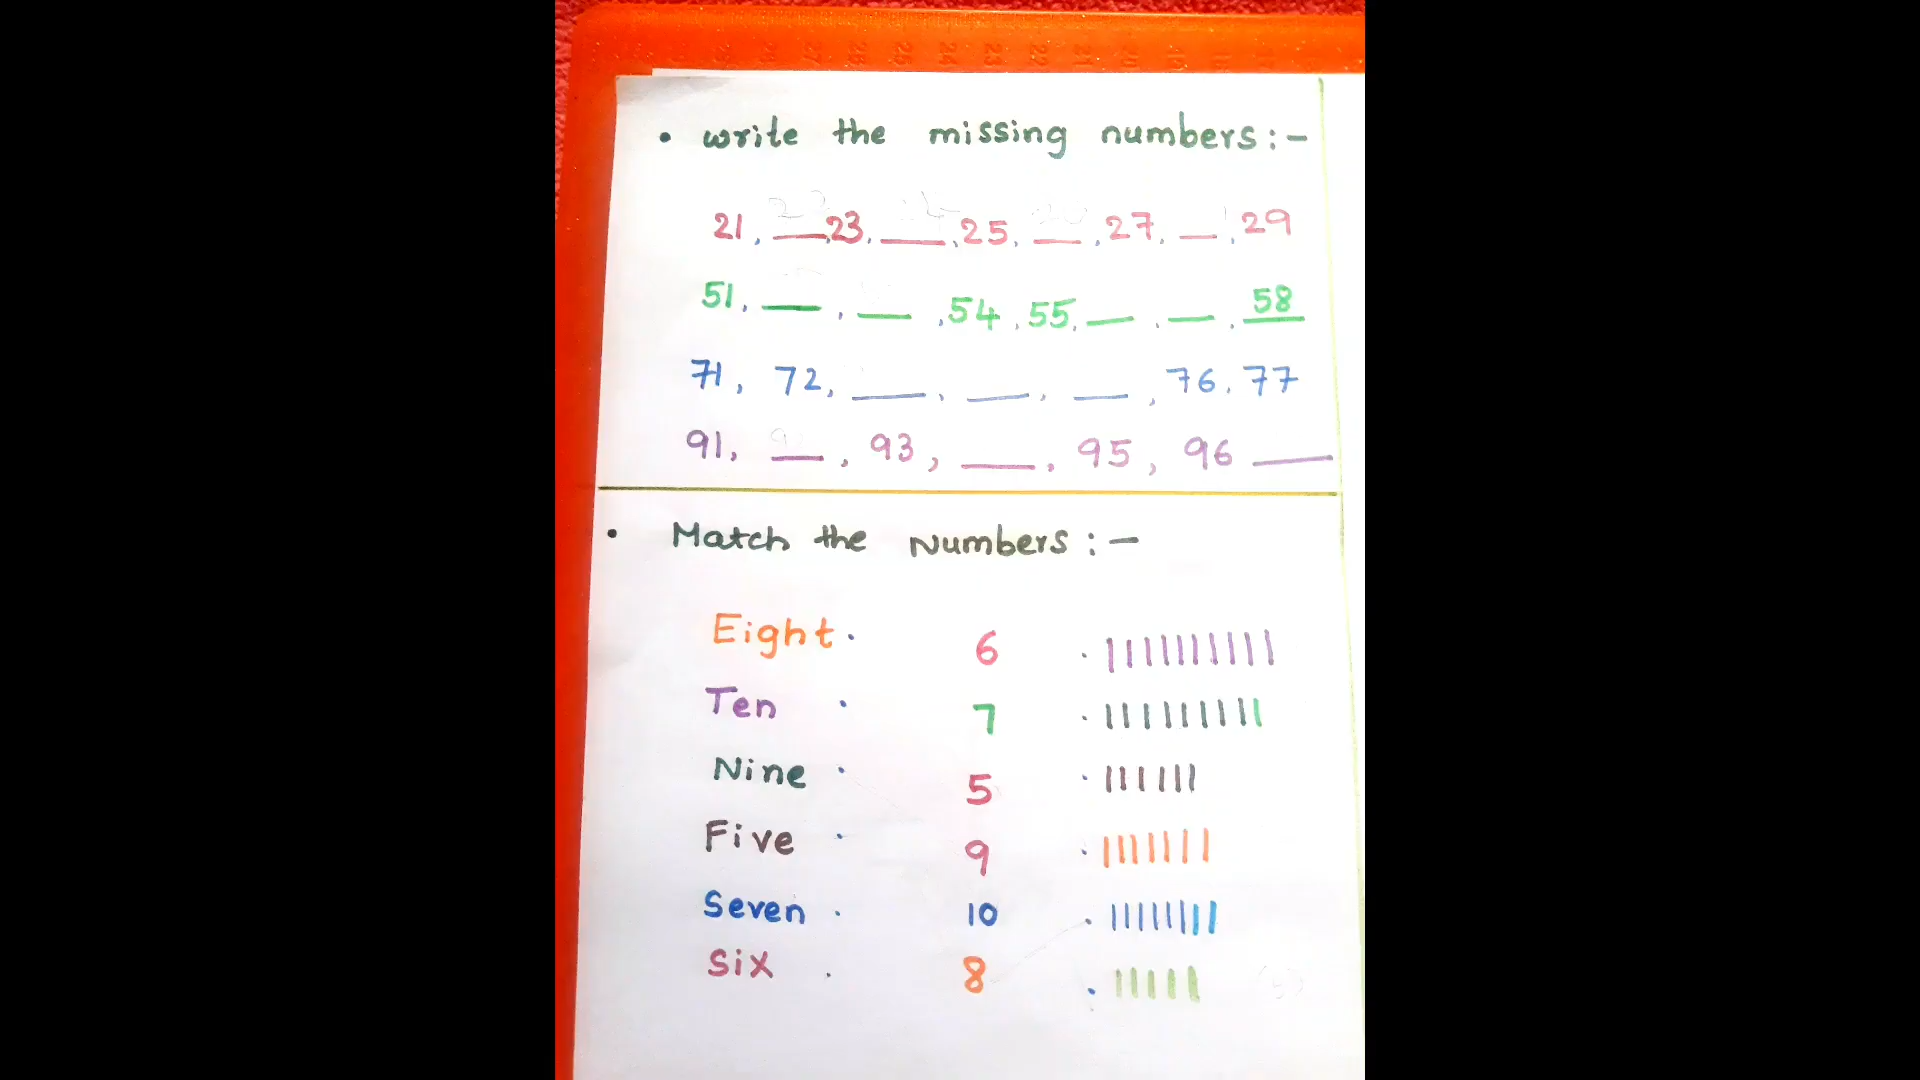 • write the missing numbers:-
21, __, 23, __, 25, __, 27, __, 29
51, __, __, 54, 55, __, __, 58
71, 72, __, __, __, 76, 77
91, __, 93, __, 95, 96 __
• Match the Numbers:-
Eight . 6 . ||||||||||
Ten . 7 . |||||||||
Nine . 5 . ||||||
Five . 9 . |||||||
Seven . 10 . ||||||||
Six . 8 . |||||